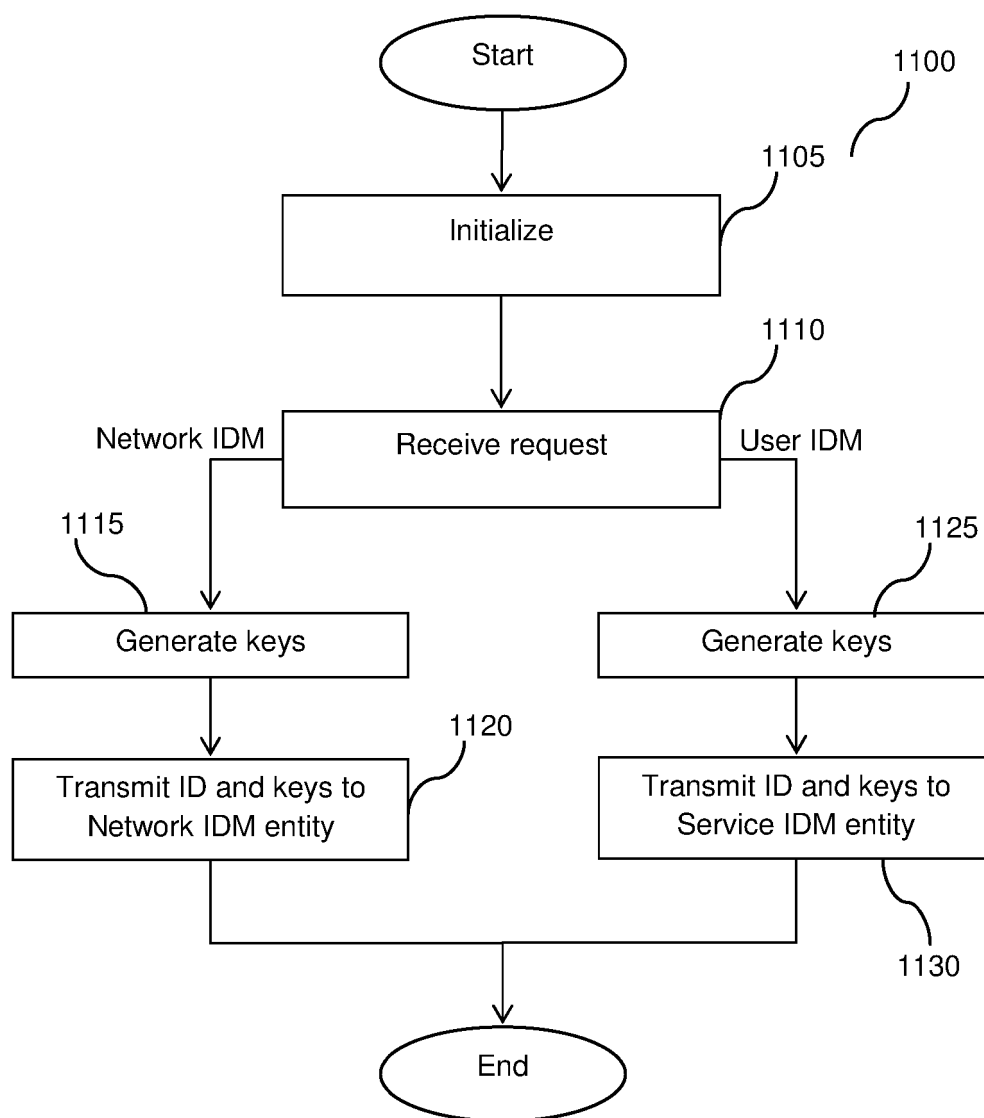 Start
1100
1105
Initialize
1110
Network IDM
Receive request
User IDM
1115
1125
Generate keys
Generate keys
1120
Transmit ID and keys to
Network IDM entity
Transmit ID and keys to
Service IDM entity
1130
End